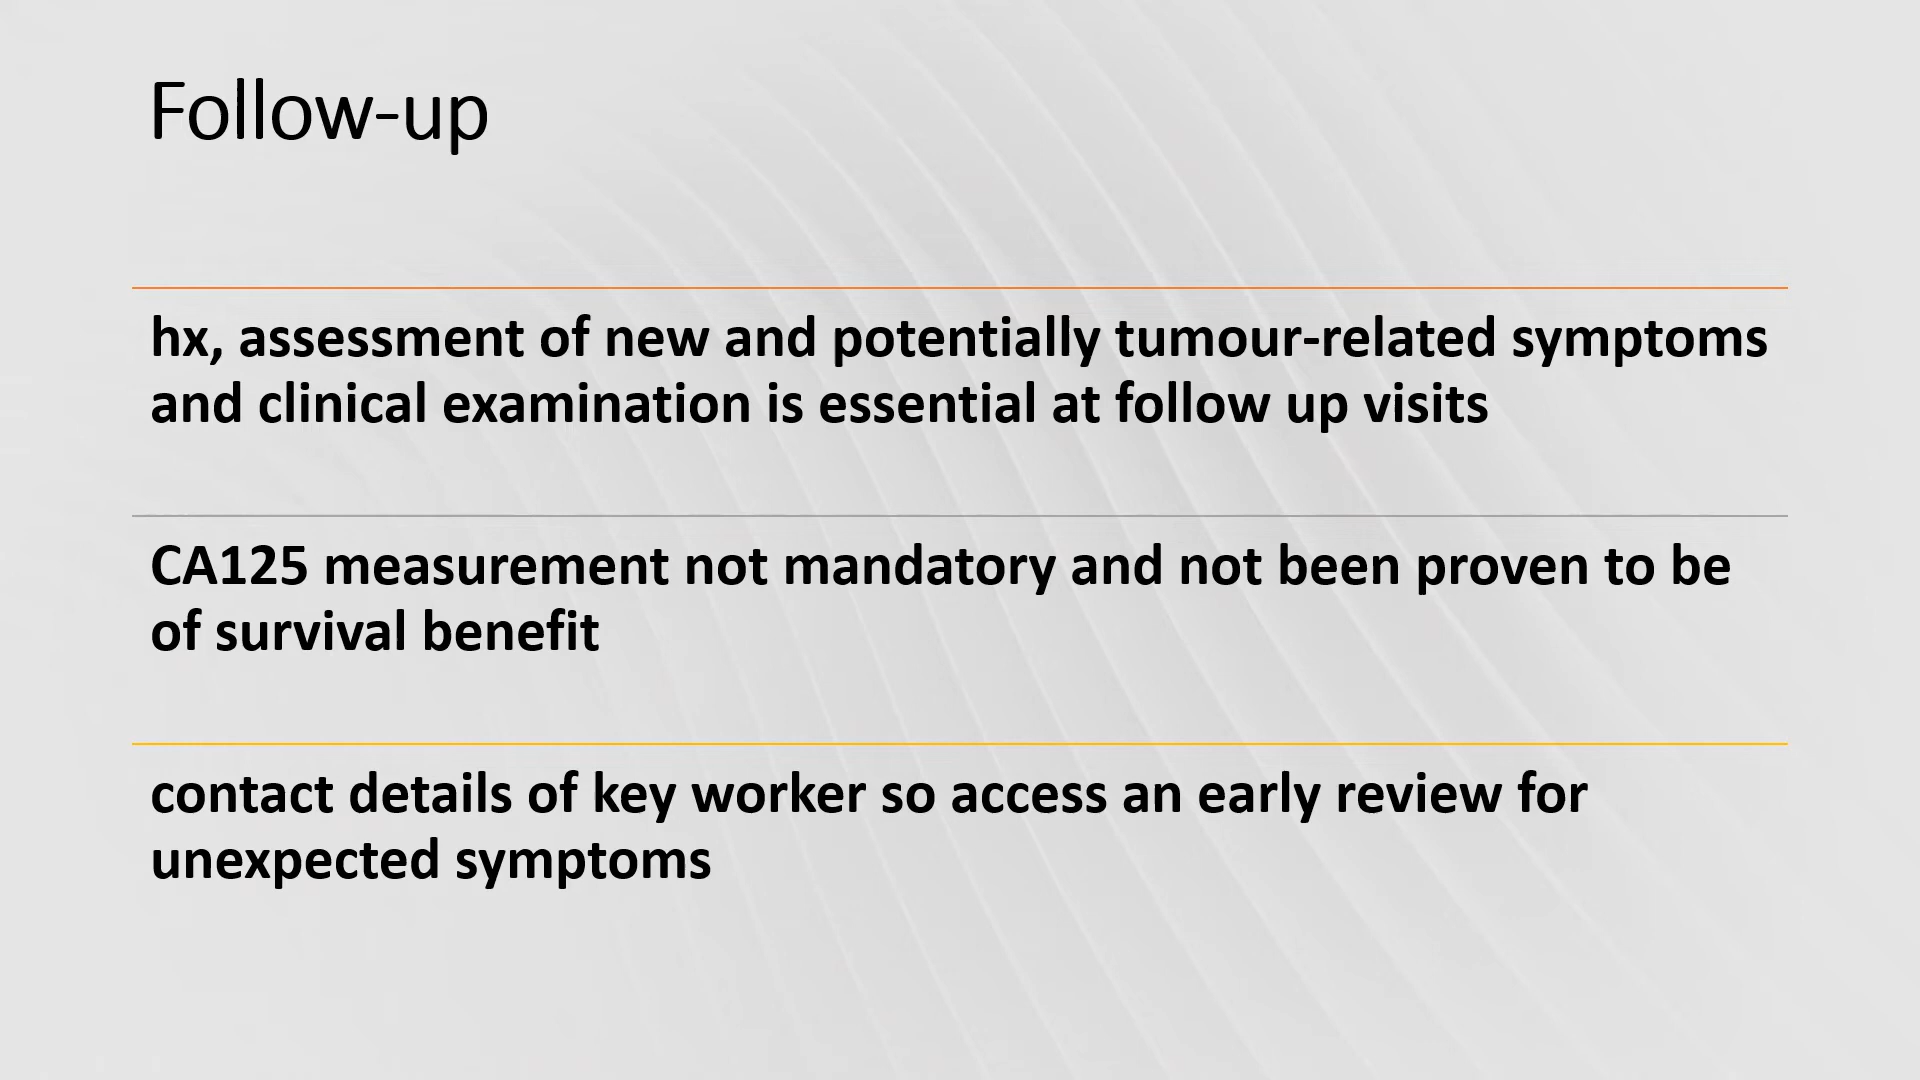 Follow-up
hx, assessment of new and potentially tumour-related symptoms
and clinical examination is essential at follow up visits
CA125 measurement not mandatory and not been proven to be
of survival benefit
contact details of key worker so access an early review for
unexpected symptoms